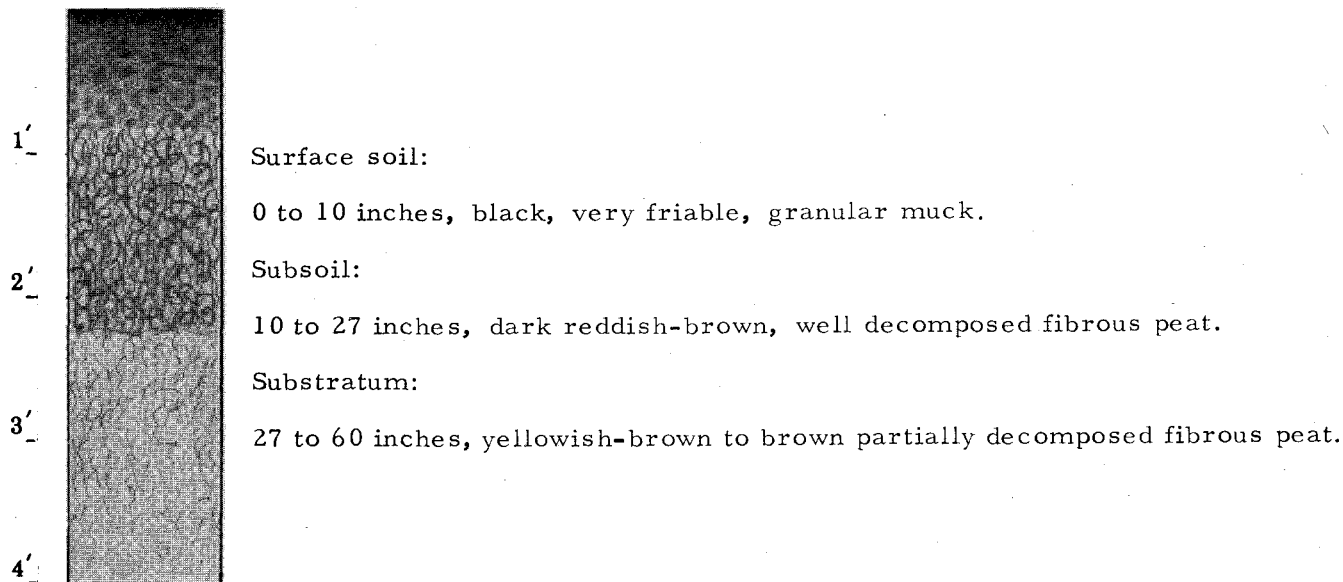 1'
Surface soil:
0 to 10 inches, black, very friable, granular muck.
2'
Subsoil:
10 to 27 inches, dark reddish-brown, well decomposed fibrous peat.
Substratum:
3'
27 to 60 inches, yellowish-brown to brown partially decomposed fibrous peat.
4'